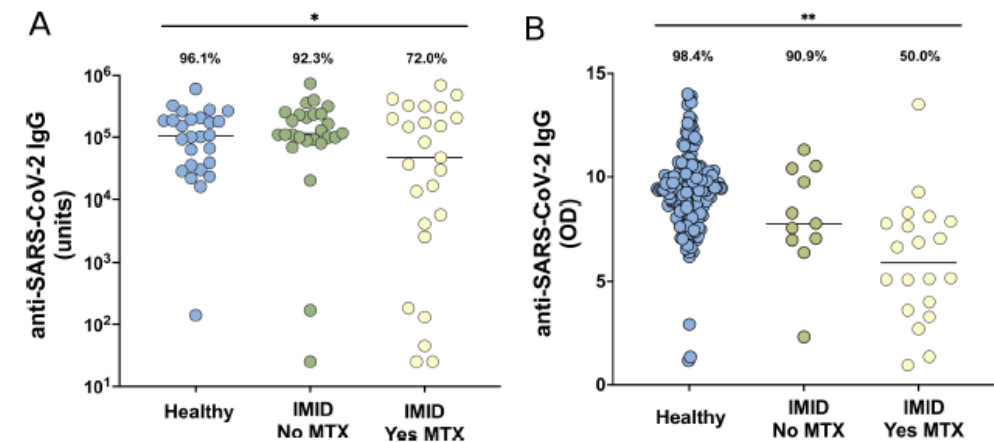 A
*
96.1% 92.3% 72.0%
anti-SARS-CoV-2 IgG
(units)
10⁶
10⁵
10⁴
10³
10²
10¹
Healthy IMID IMID
No MTX Yes MTX
B
**
98.4% 90.9% 50.0%
anti-SARS-CoV-2 IgG
(OD)
15
10
5
0
Healthy IMID IMID
No MTX Yes MTX